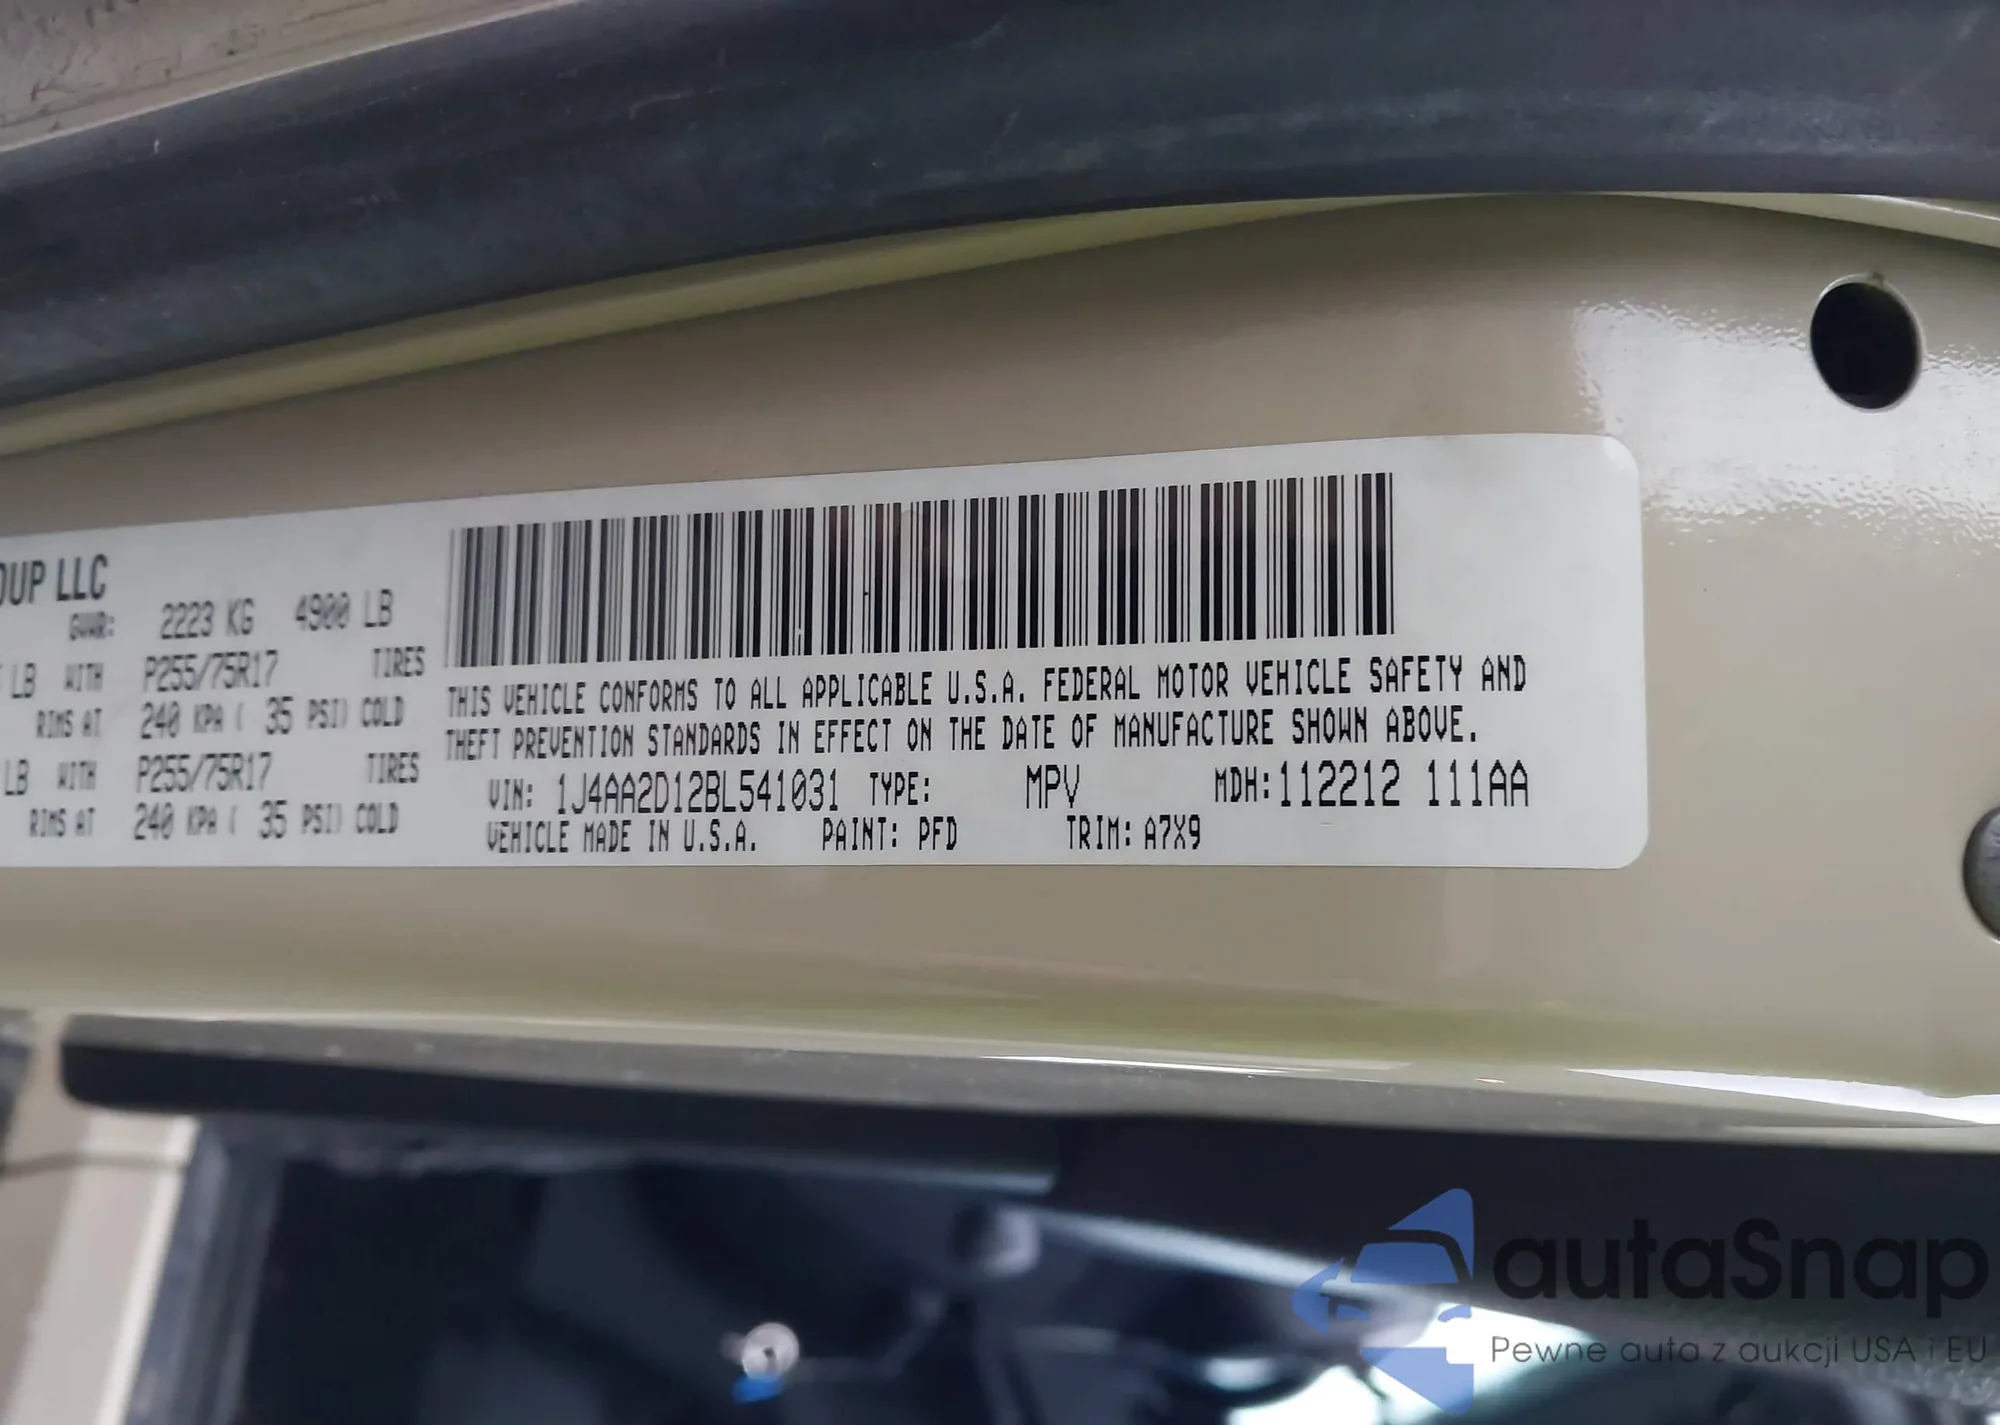 OUP LLC
GVWR: 2223 KG 4900 LB
LB WITH P255/75R17 TIRES
RIMS AT 240 KPA ( 35 PSI) COLD
LB WITH P255/75R17 TIRES
RIMS AT 240 KPA ( 35 PSI) COLD
THIS VEHICLE CONFORMS TO ALL APPLICABLE U.S.A. FEDERAL MOTOR VEHICLE SAFETY AND
THEFT PREVENTION STANDARDS IN EFFECT ON THE DATE OF MANUFACTURE SHOWN ABOVE.
VIN: 1J4AA2D12BL541031 TYPE: MPV MDH: 112212 111AA
VEHICLE MADE IN U.S.A. PAINT: PFD TRIM: A7X9
autaSnap
Pewne auta z aukcji USA i EU